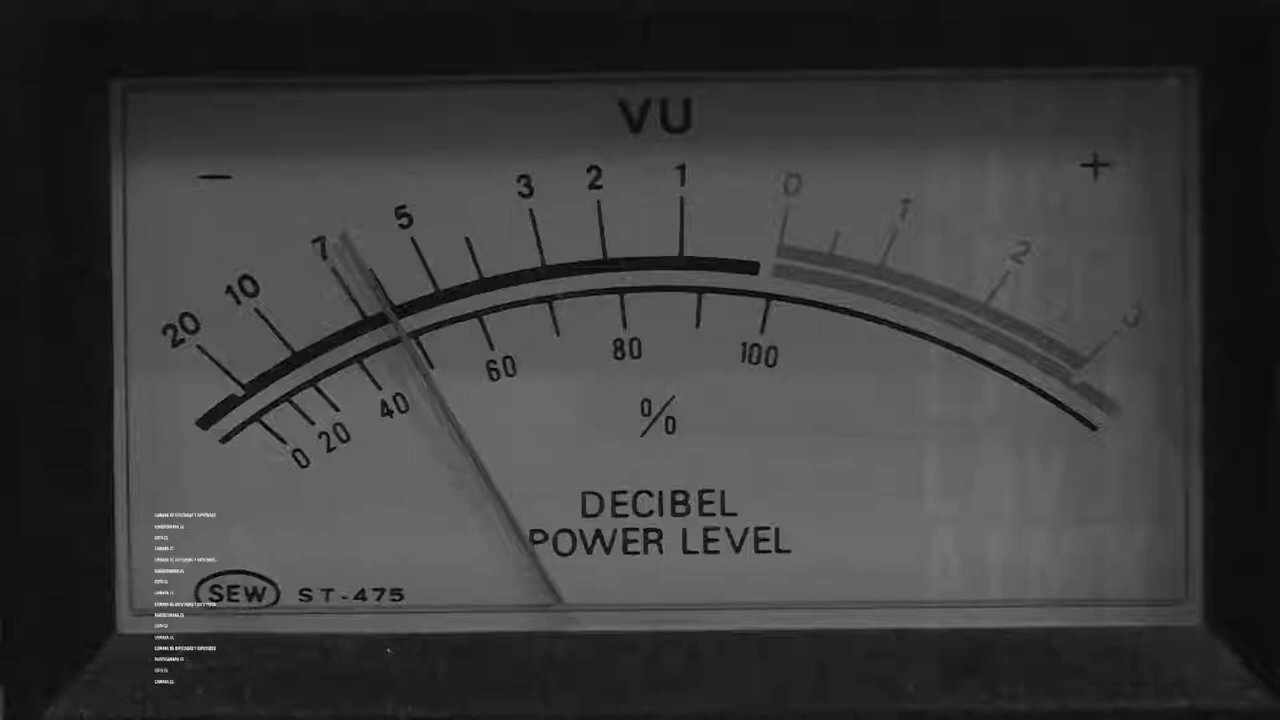 VU
− +
20 10 7 5 3 2 1 0 1 2 3
0 20 40 60 80 100
%
DECIBEL
POWER LEVEL
SEW ST-475